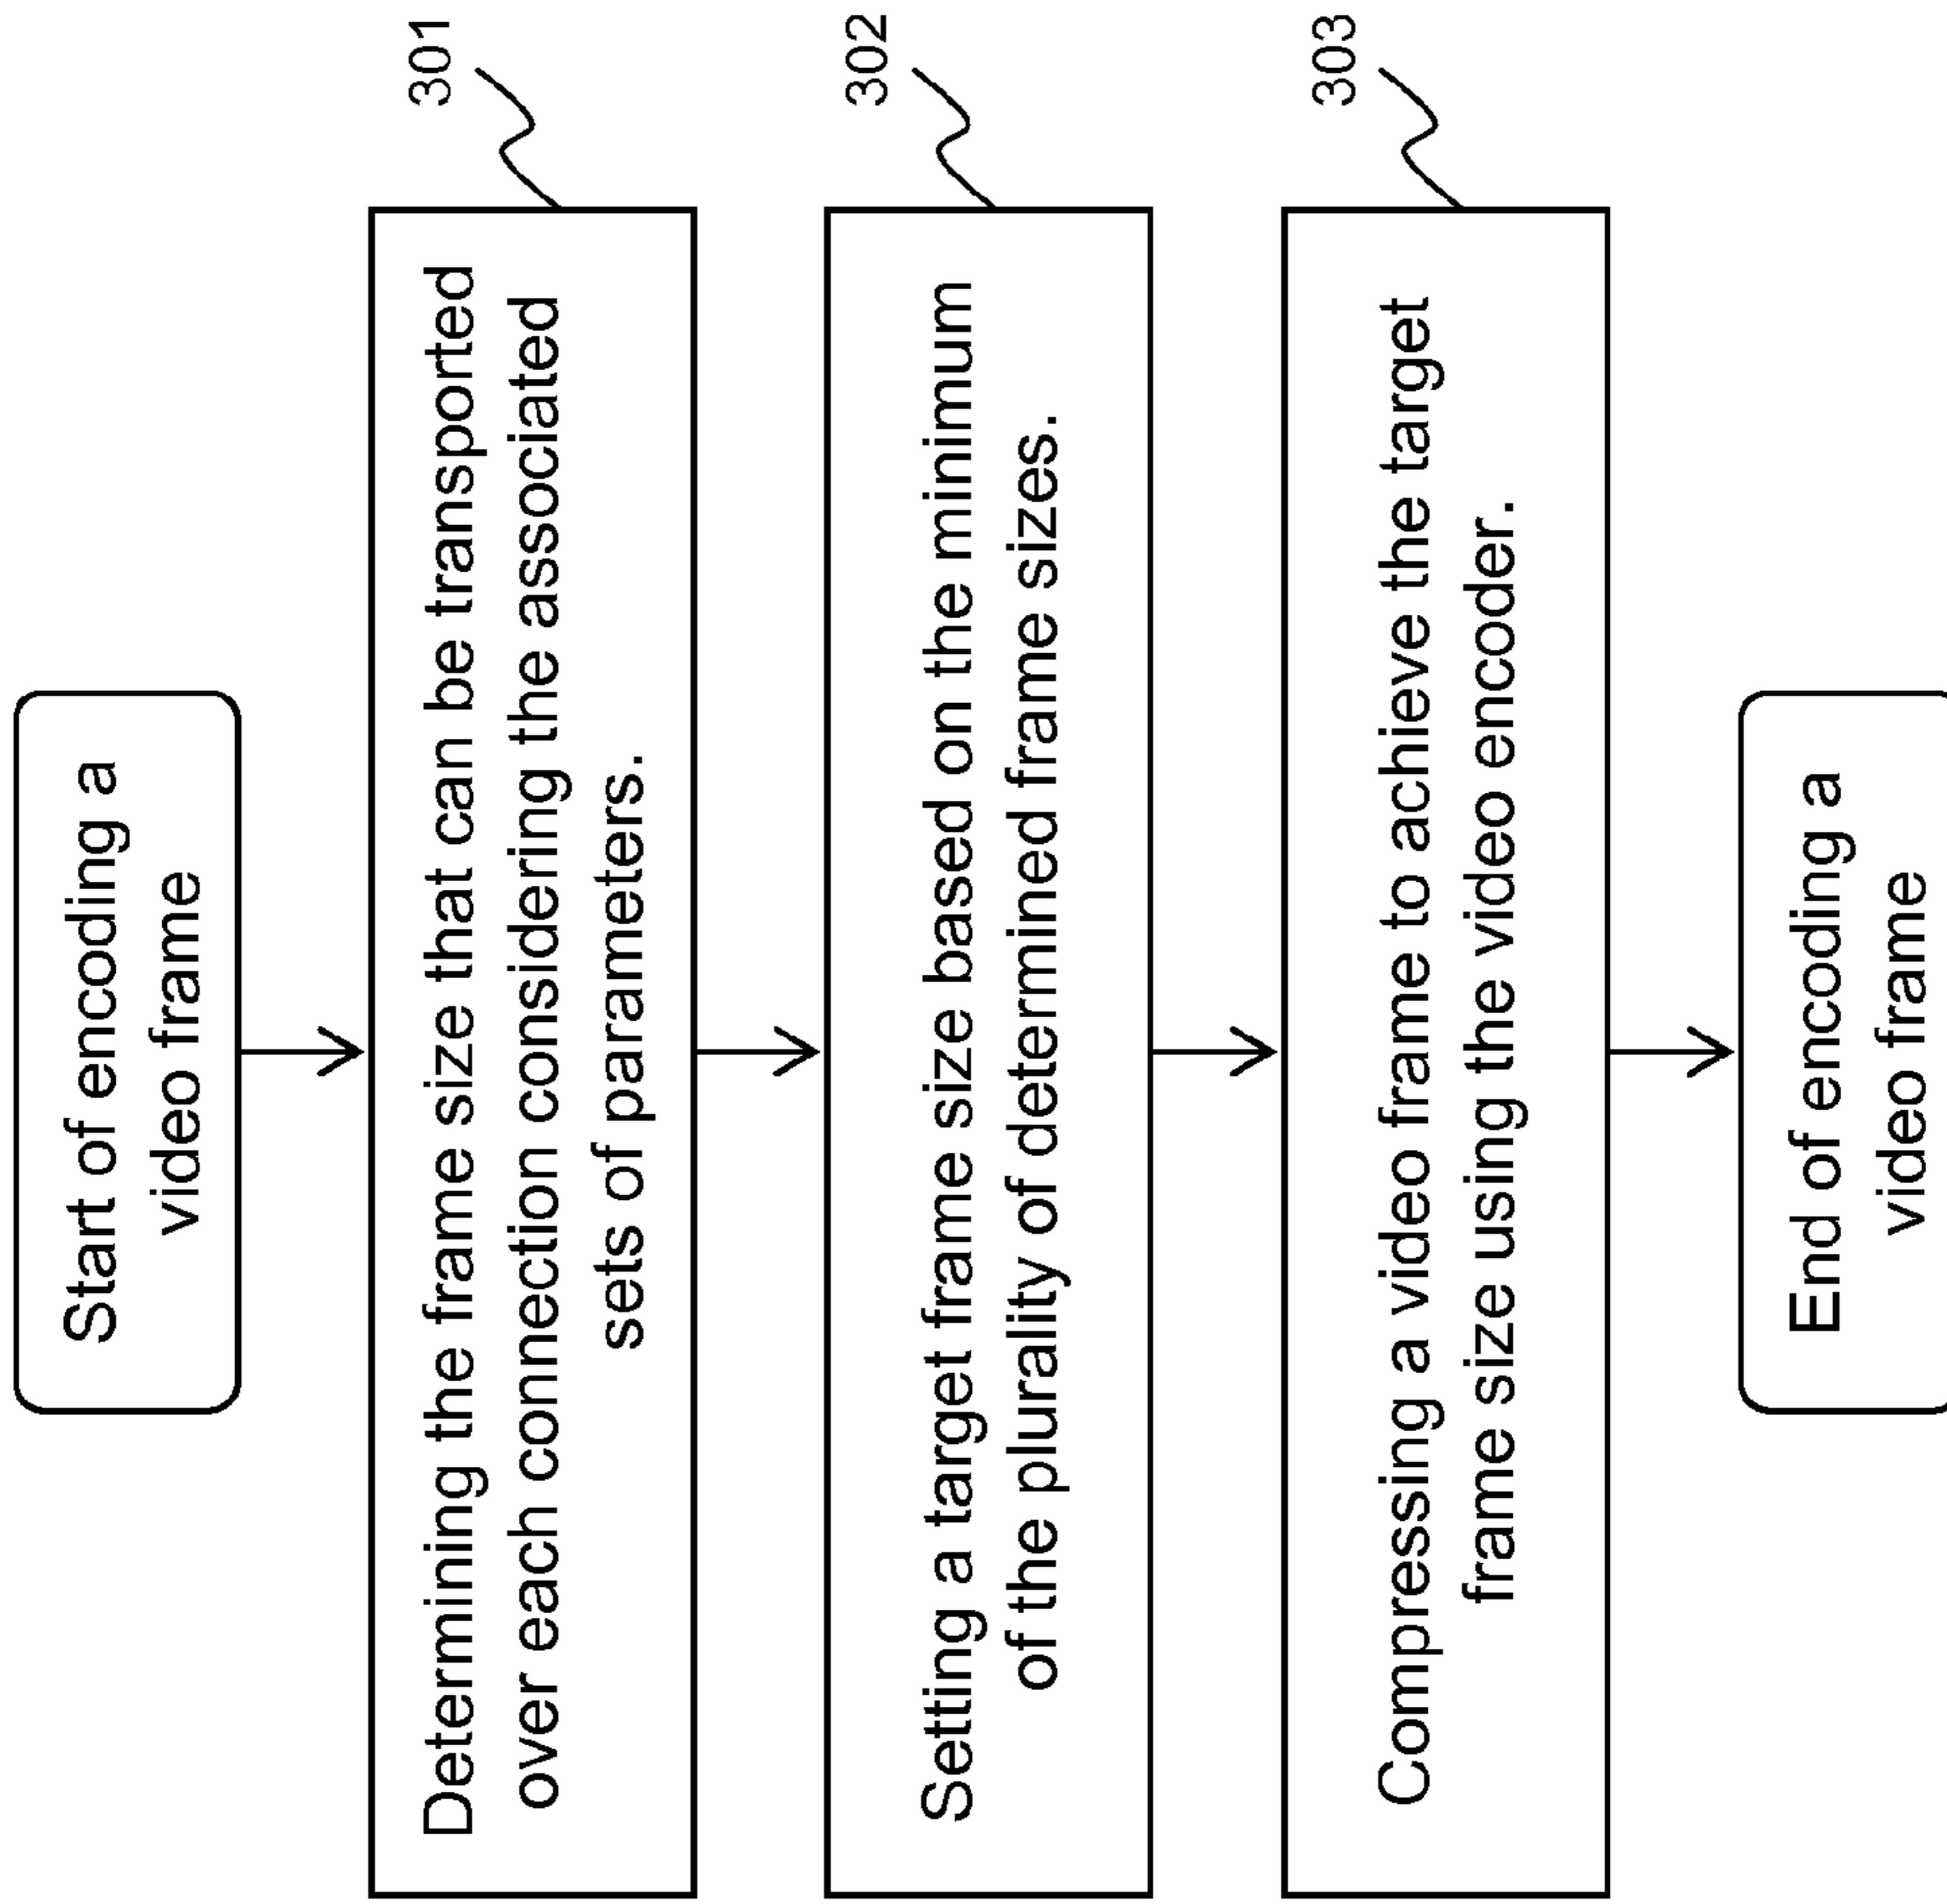 Start of encoding a
video frame
301
Determining the frame size that can be transported
over each connection considering the associated
sets of parameters.
302
Setting a target frame size based on the minimum
of the plurality of determined frame sizes.
303
Compressing a video frame to achieve the target
frame size using the video encoder.
End of encoding a
video frame